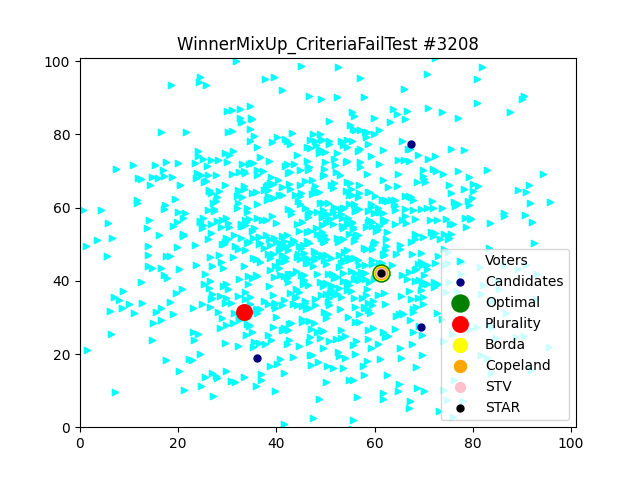 WinnerMixUp_CriteriaFailTest #3208
100
80
60
40
20
0
0
20
40
60
80
100
Voters
Candidates
Optimal
Plurality
Borda
Copeland
STV
STAR